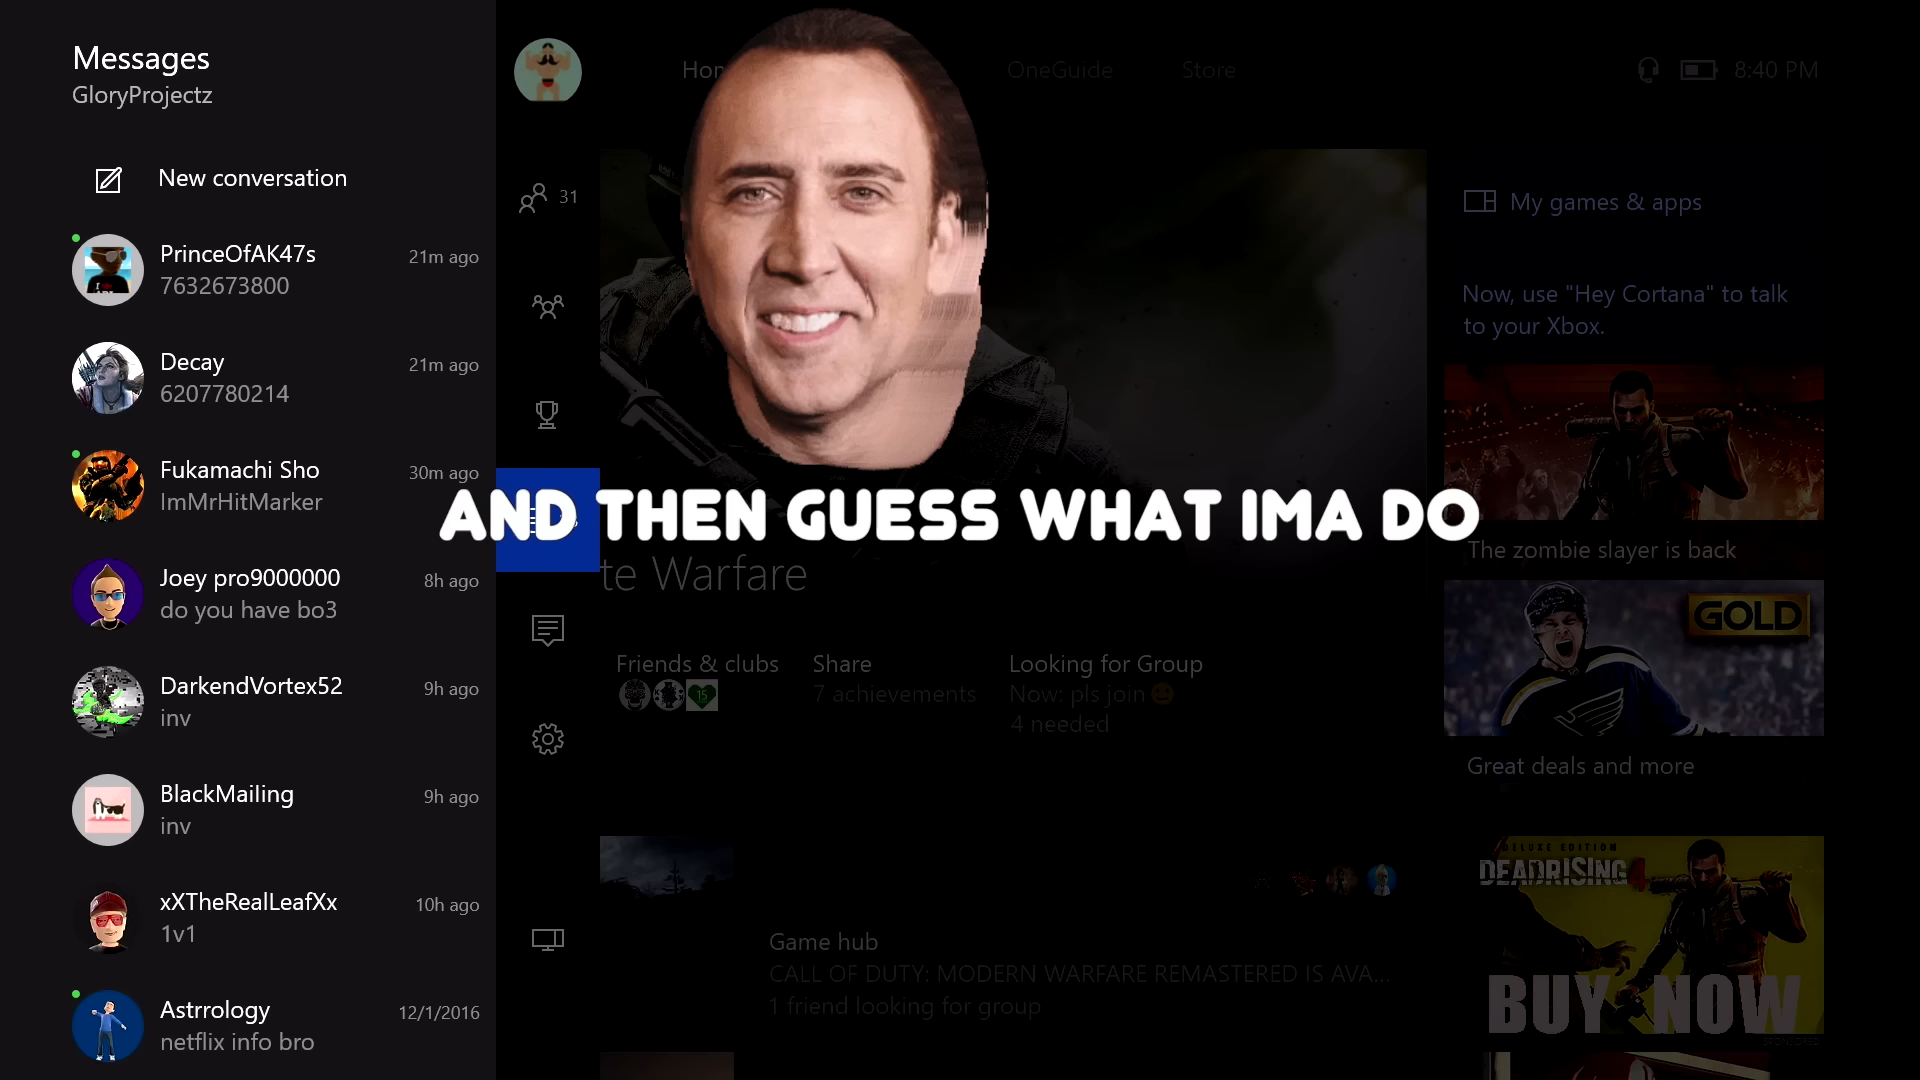 Messages
GloryProjectz
New conversation
PrinceOfAK47s
21m ago
7632673800
Decay
21m ago
6207780214
Fukamachi Sho
30m ago
ImMrHitMarker
Joey pro9000000
8h ago
do you have bo3
DarkendVortex52
9h ago
inv
BlackMailing
9h ago
inv
xXTheRealLeafXx
10h ago
1v1
Astrrology
12/1/2016
netflix info bro
31
OneGuide
Store
8:40 PM
AND THEN GUESS WHAT IMA DO
te Warfare
Friends & clubs
15
Share
7 achievements
Looking for Group
Now: pls join
4 needed
Game hub
CALL OF DUTY: MODERN WARFARE REMASTERED IS AVA...
1 friend looking for group
My games & apps
Now, use "Hey Cortana" to talk
to your Xbox.
The zombie slayer is back
GOLD
Great deals and more
DELUXE EDITION
DEADRISING 4
BUY NOW
SPONSORED